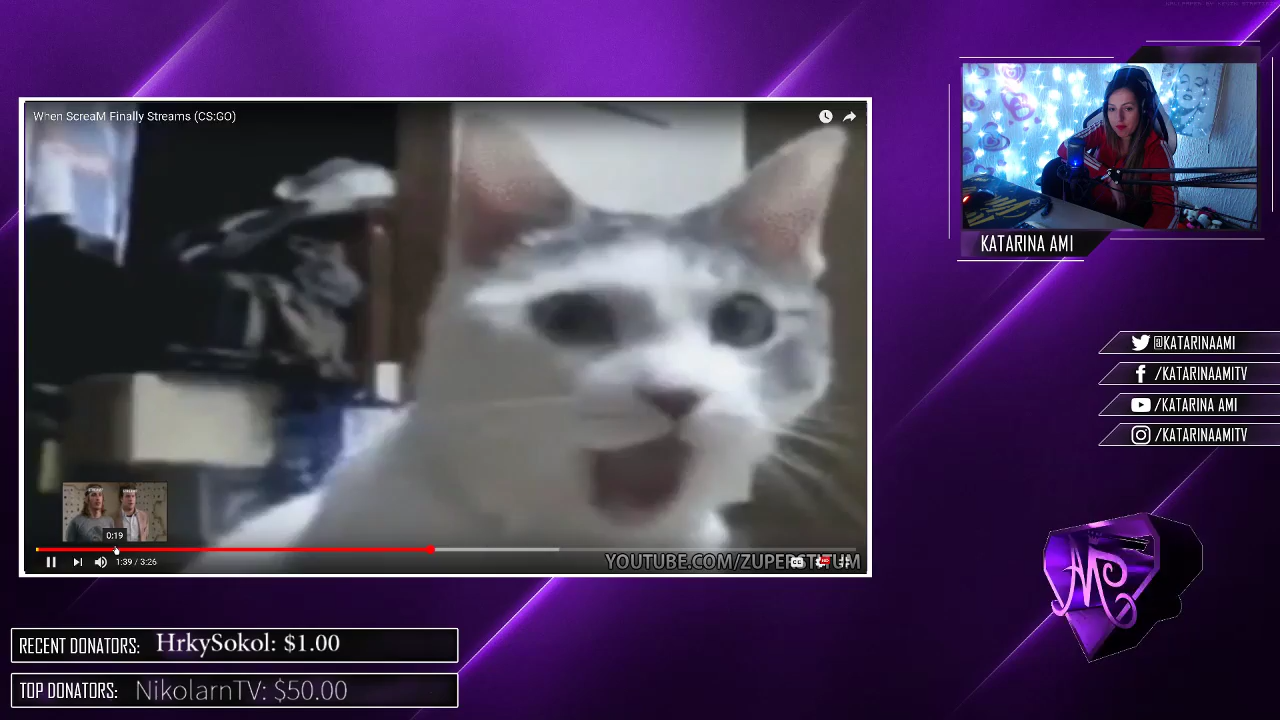 When ScreaM Finally Streams (CS:GO)
KATARINA AMI
@KATARINAAMI
/KATARINAAMITV
/KATARINA AMI
/KATARINAAMITV
0:19
1:39 / 3:26
YOUTUBE.COM/ZUPERSTITUM
RECENT DONATORS: HrkySokol: $1.00
TOP DONATORS: NikolarnTV: $50.00